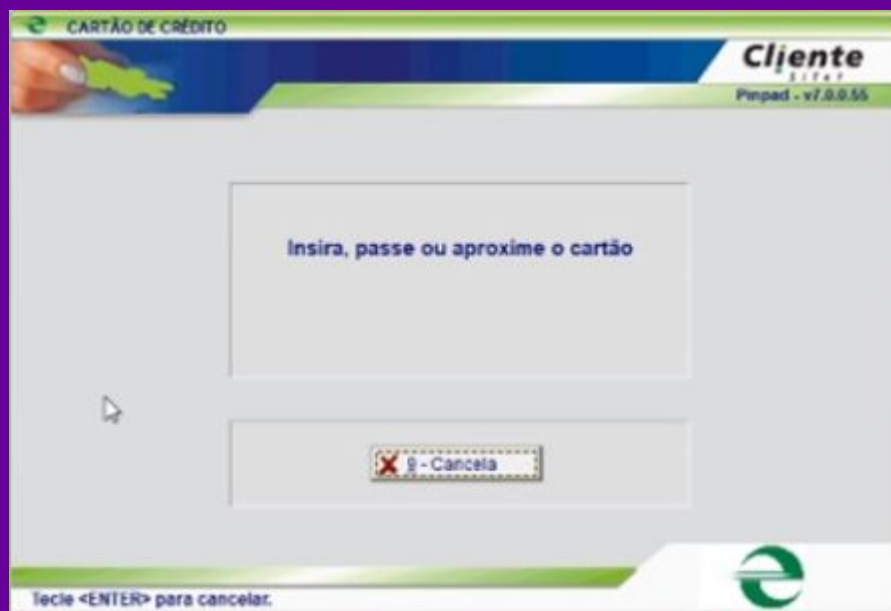 CARTÃO DE CRÉDITO
Cliente
SiTef
Pinpad - v7.0.0.55
Insira, passe ou aproxime o cartão
9 - Cancela
Tecle <ENTER> para cancelar.